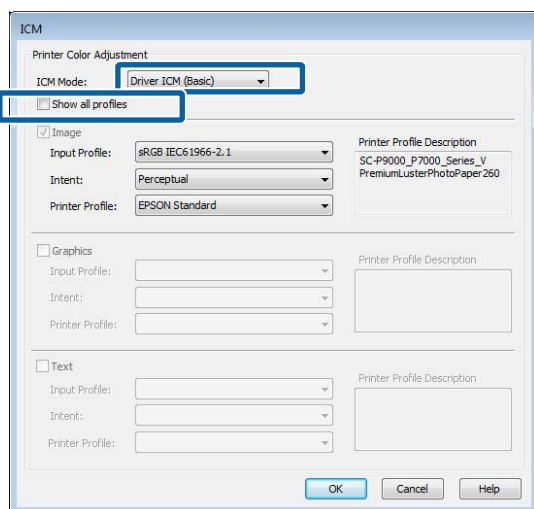 ICM
Printer Color Adjustment
ICM Mode: Driver ICM (Basic)
Show all profiles
Image
Input Profile: sRGB IEC61966-2.1
Intent: Perceptual
Printer Profile: EPSON Standard
Printer Profile Description
SC-P9000_P7000_Series_V
PremiumLusterPhotoPaper260
Graphics
Input Profile:
Intent:
Printer Profile:
Printer Profile Description
Text
Input Profile:
Intent:
Printer Profile:
Printer Profile Description
OK Cancel Help